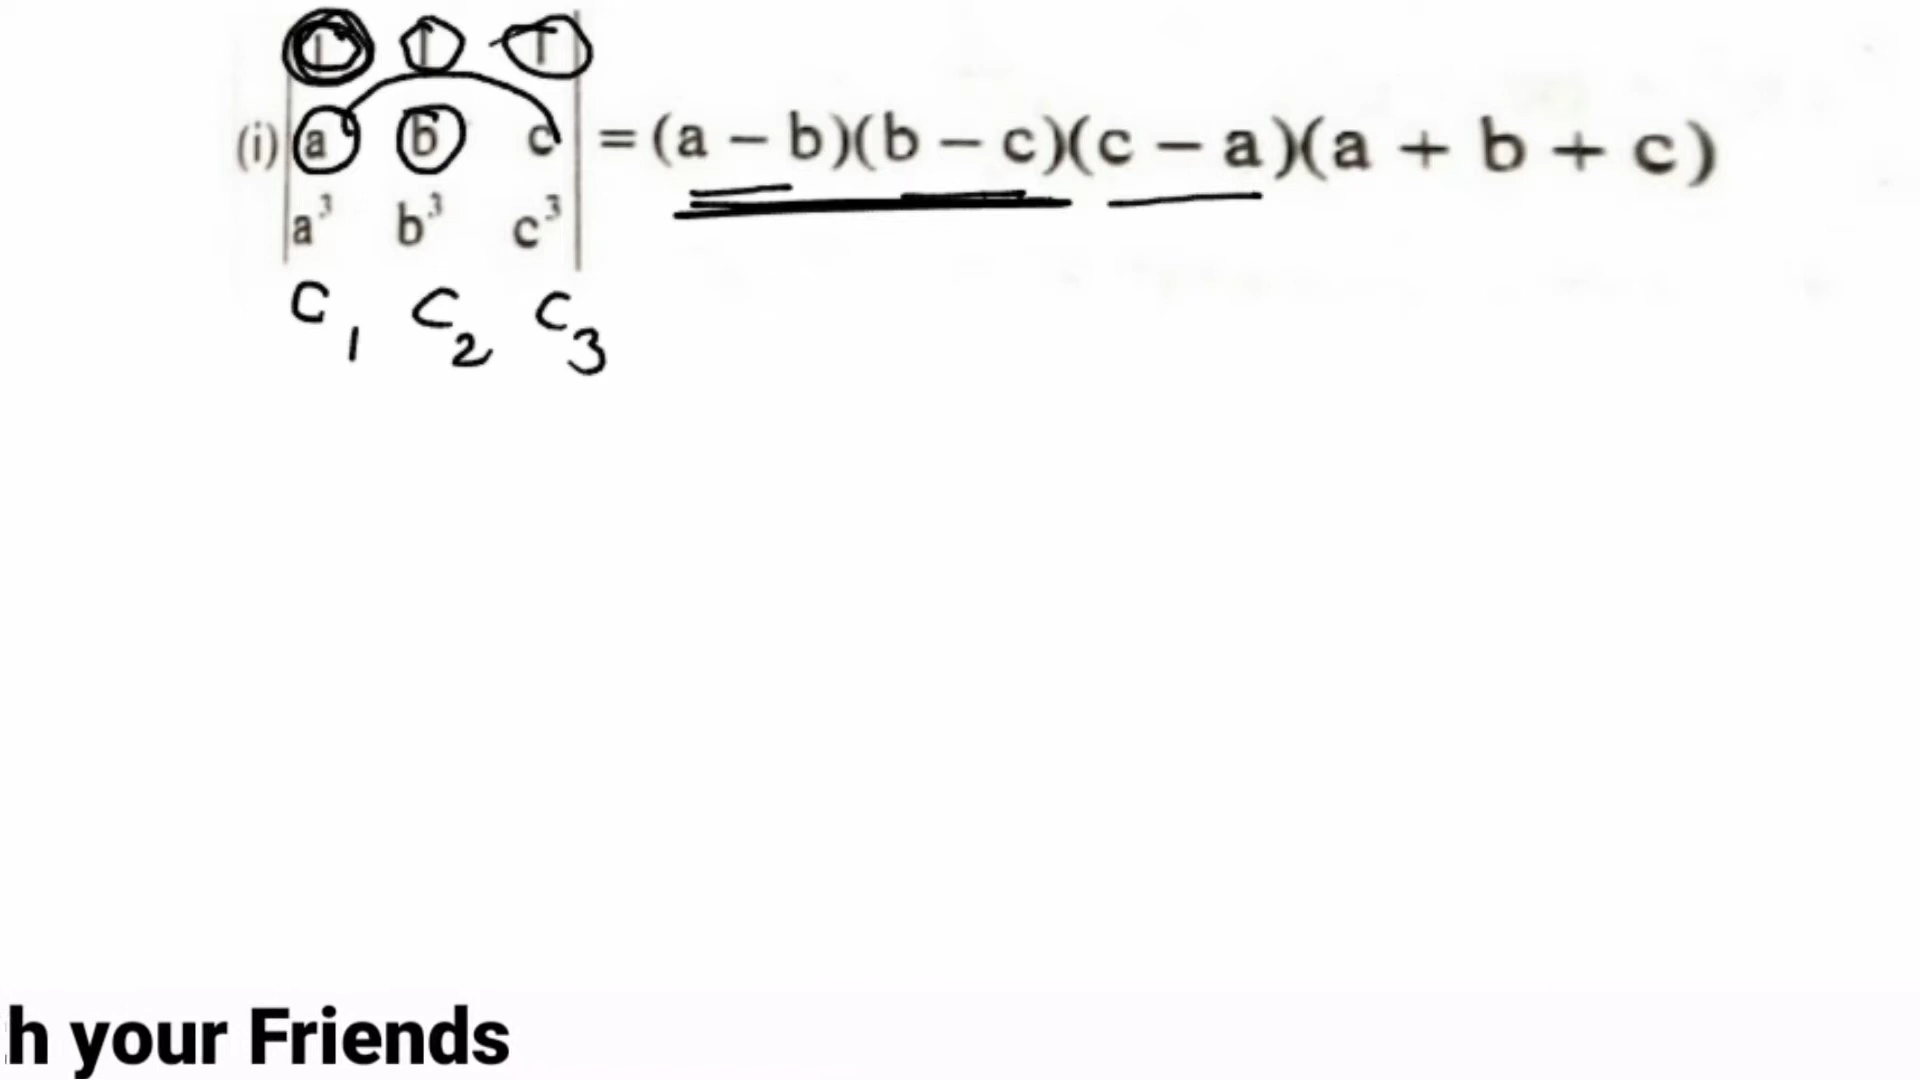 1 1 1
(i) a b c = (a − b)(b − c)(c − a)(a + b + c)
a³ b³ c³
C1 C2 C3
h your Friends